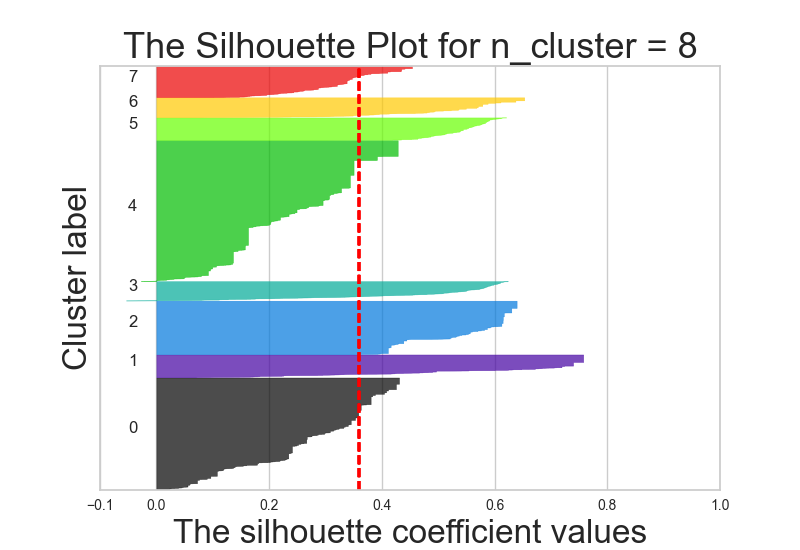 The Silhouette Plot for n_cluster = 8
7
6
5
4
3
2
1
0
Cluster label
−0.1 0.0 0.2 0.4 0.6 0.8 1.0
The silhouette coefficient values